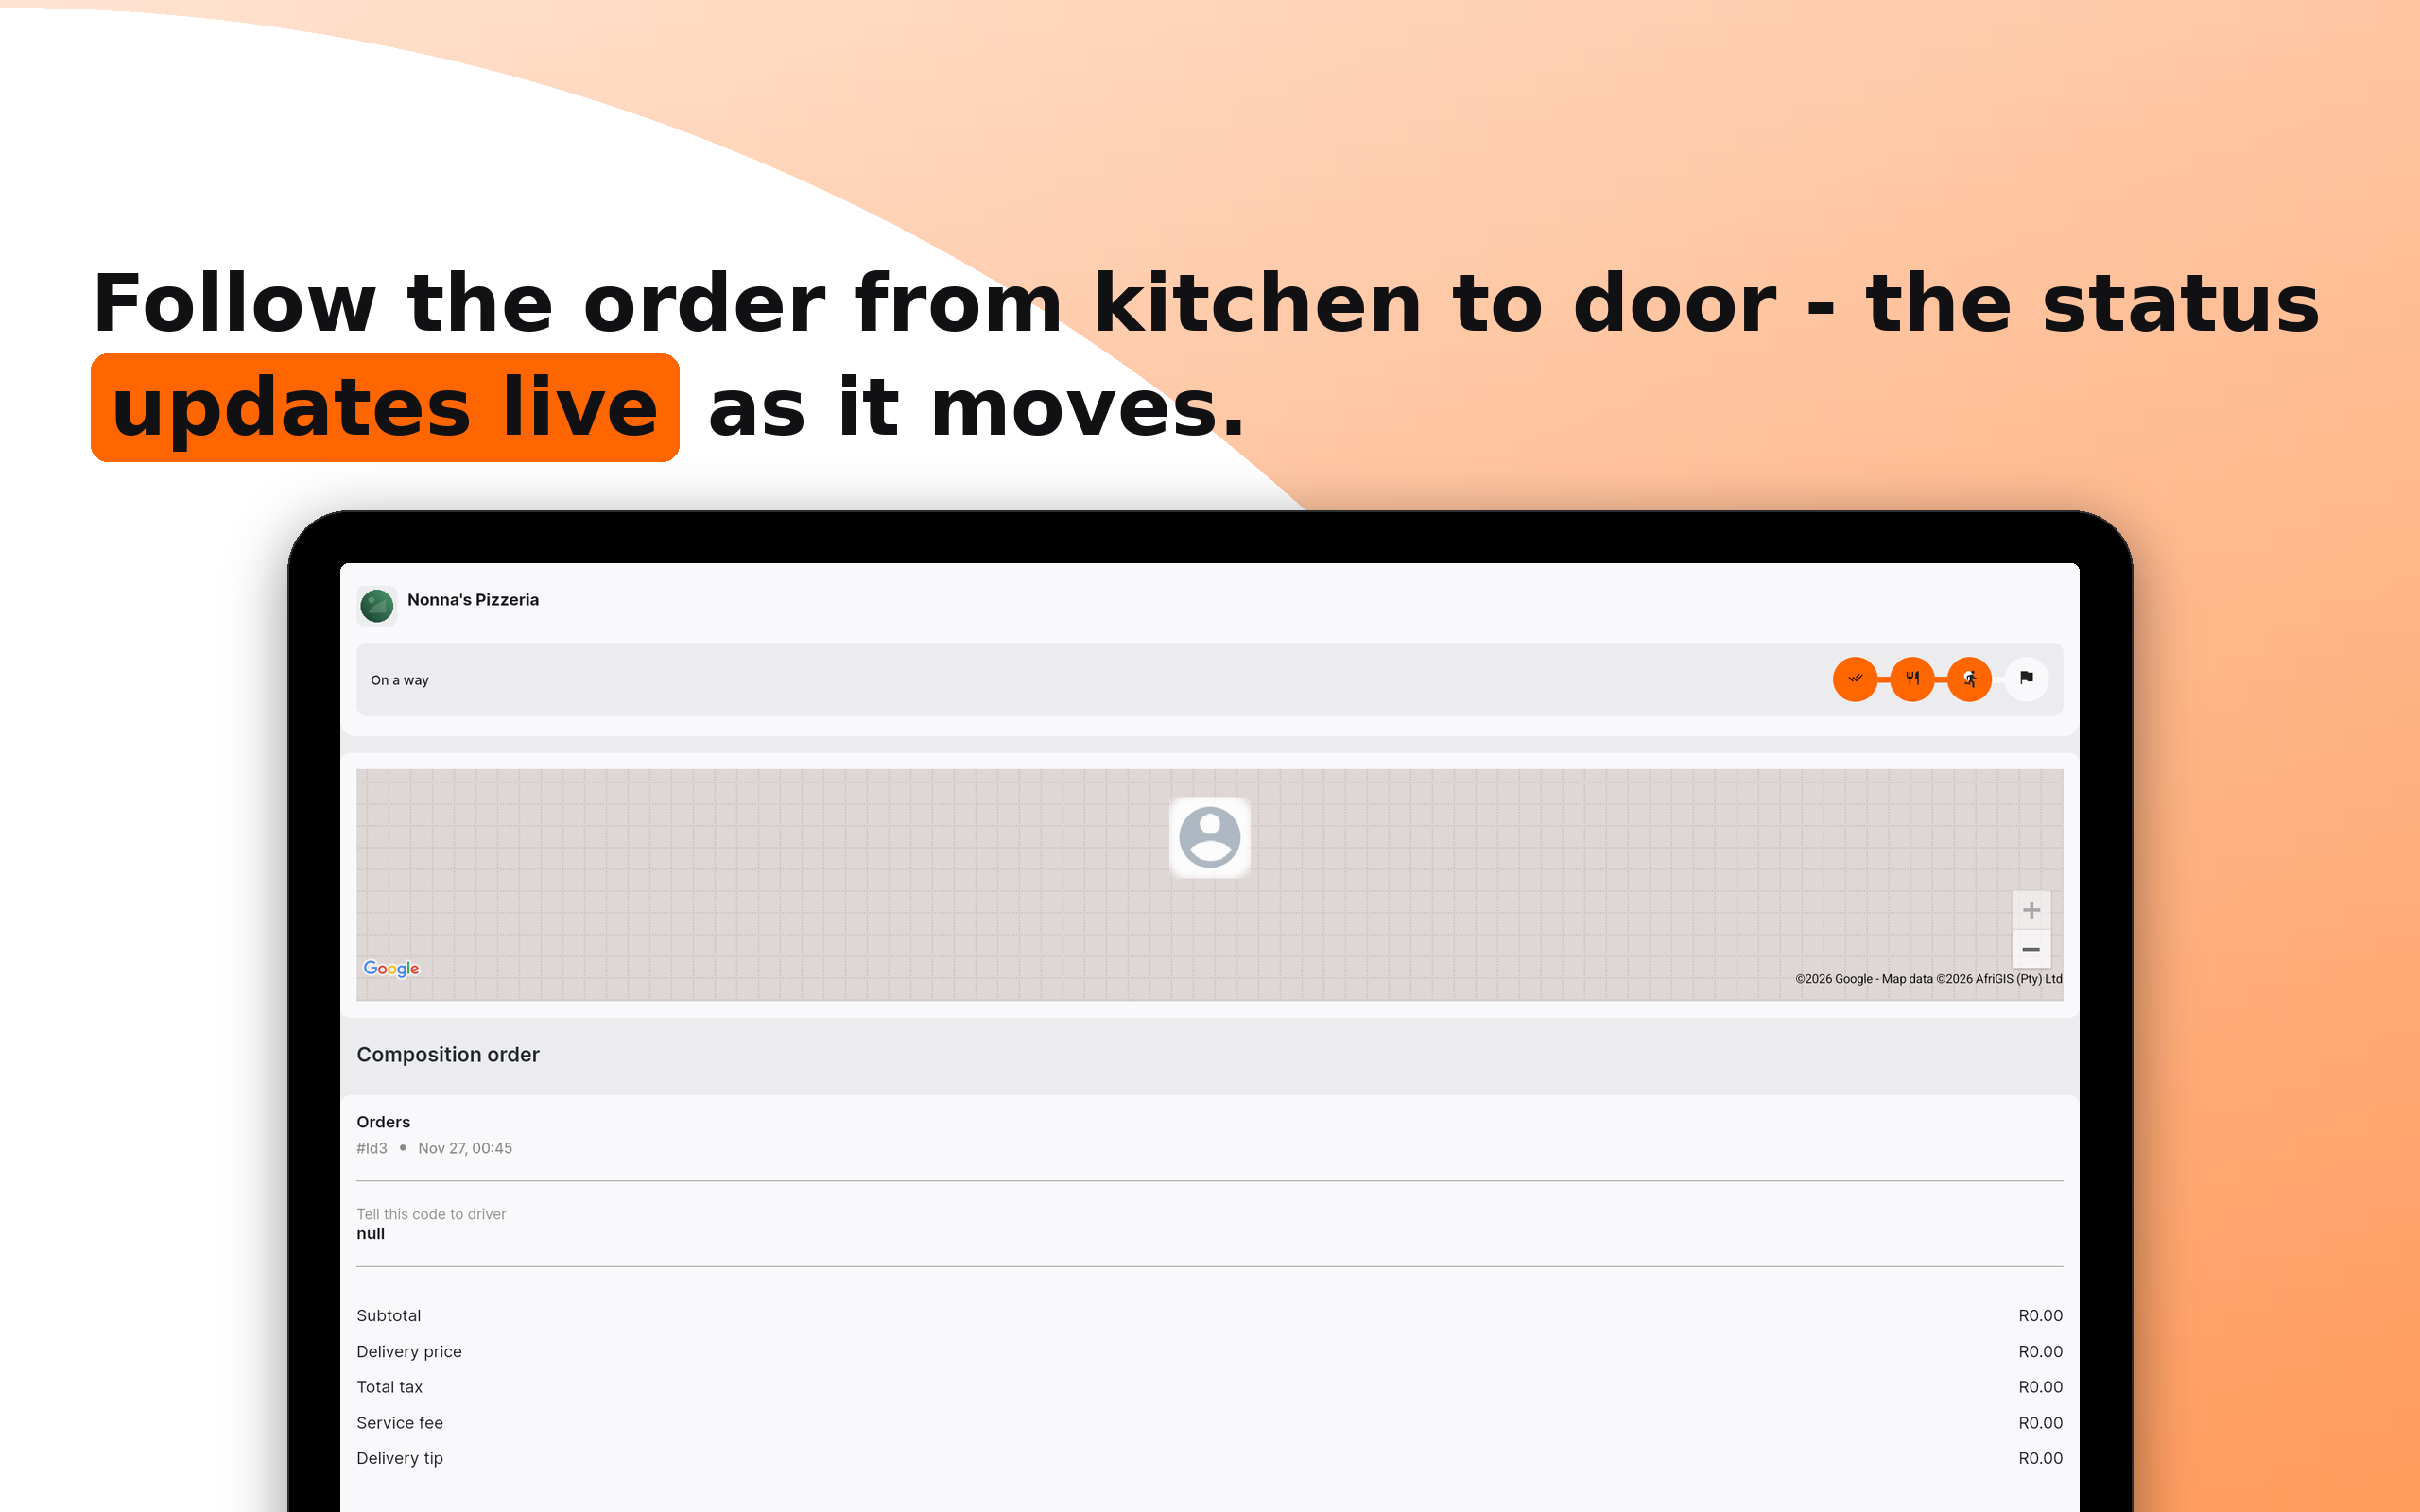 Follow the order from kitchen to door - the status
updates live as it moves.
Nonna's Pizzeria
On a way
Google
©2026 Google - Map data ©2026 AfriGIS (Pty) Ltd
Composition order
Orders
#Id3 • Nov 27, 00:45
Tell this code to driver
null
Subtotal R0.00
Delivery price R0.00
Total tax R0.00
Service fee R0.00
Delivery tip R0.00